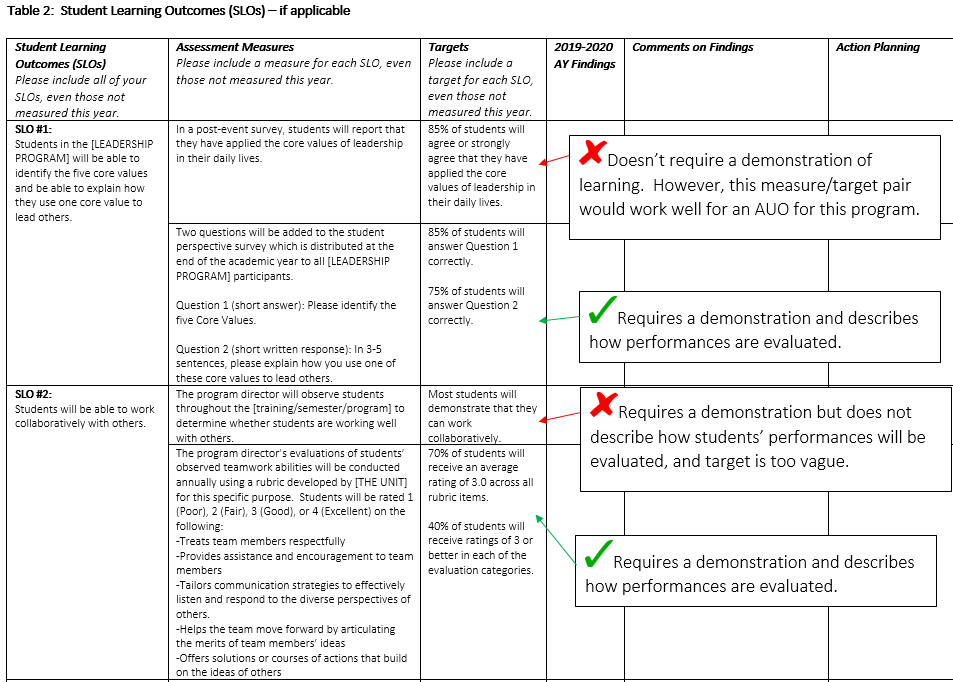 Table 2:  Student Learning Outcomes (SLOs) – if applicable
Student Learning
Outcomes (SLOs)
Please include all of your
SLOs, even those not
measured this year.
Assessment Measures
Please include a measure for each SLO, even
those not measured this year.
Targets
Please include a
target for each SLO,
even those not
measured this year.
2019-2020
AY Findings
Comments on Findings
Action Planning
SLO #1:
Students in the [LEADERSHIP
PROGRAM] will be able to
identify the five core values
and be able to explain how
they use one core value to
lead others.
In a post-event survey, students will report that
they have applied the core values of leadership
in their daily lives.
85% of students will
agree or strongly
agree that they have
applied the core
values of leadership in
their daily lives.
Doesn't require a demonstration of
learning.  However, this measure/target pair
would work well for an AUO for this program.
Two questions will be added to the student
perspective survey which is distributed at the
end of the academic year to all [LEADERSHIP
PROGRAM] participants.
Question 1 (short answer): Please identify the
five Core Values.
Question 2 (short written response): In 3-5
sentences, please explain how you use one of
these core values to lead others.
85% of students will
answer Question 1
correctly.
75% of students will
answer Question 2
correctly.
Requires a demonstration and describes
how performances are evaluated.
SLO #2:
Students will be able to work
collaboratively with others.
The program director will observe students
throughout the [training/semester/program] to
determine whether students are working well
with others.
Most students will
demonstrate that they
can work
collaboratively.
Requires a demonstration but does not
describe how students' performances will be
evaluated, and target is too vague.
The program director's evaluations of students'
observed teamwork abilities will be conducted
annually using a rubric developed by [THE UNIT]
for this specific purpose.  Students will be rated 1
(Poor), 2 (Fair), 3 (Good), or 4 (Excellent) on the
following:
-Treats team members respectfully
-Provides assistance and encouragement to team
members
-Tailors communication strategies to effectively
listen and respond to the diverse perspectives of
others.
-Helps the team move forward by articulating
the merits of team members' ideas
-Offers solutions or courses of actions that build
on the ideas of others
70% of students will
receive an average
rating of 3.0 across all
rubric items.
40% of students will
receive ratings of 3 or
better in each of the
evaluation categories.
Requires a demonstration and describes
how performances are evaluated.